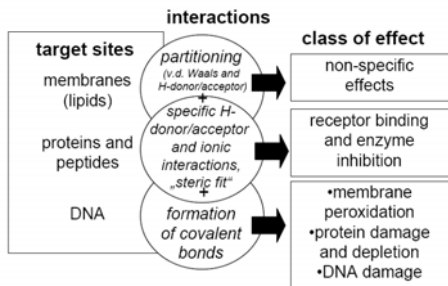 interactions
target sites
membranes
(lipids)
proteins and
peptides
DNA
partitioning
(v.d. Waals and
H-donor/acceptor)
+
specific H-
donor/acceptor
and ionic
interactions,
„steric fit“
+
formation
of covalent
bonds
class of effect
non-specific
effects
receptor binding
and enzyme
inhibition
•membrane
peroxidation
•protein damage
and depletion
•DNA damage